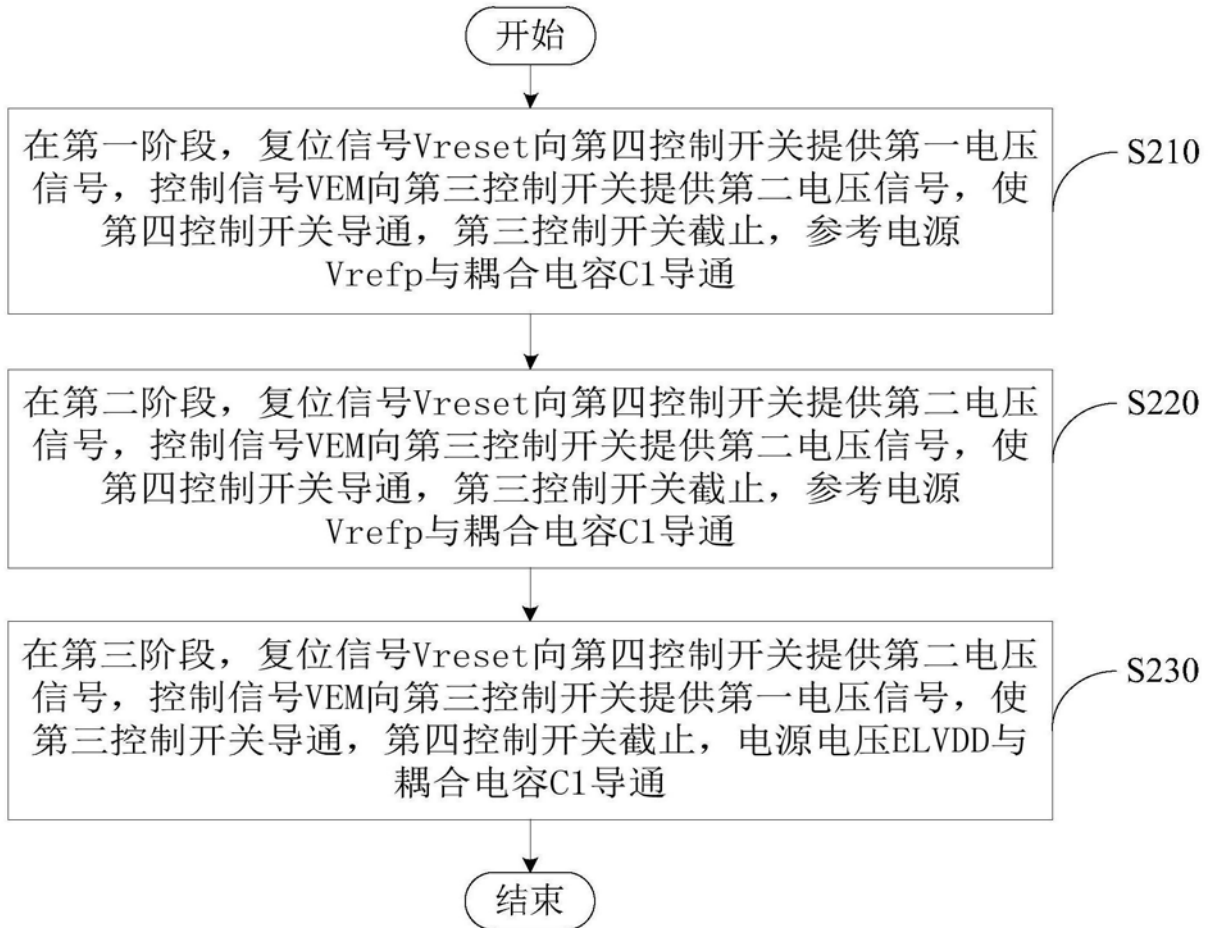 开始
在第一阶段，复位信号Vreset向第四控制开关提供第一电压
信号，控制信号VEM向第三控制开关提供第二电压信号，使
第四控制开关导通，第三控制开关截止，参考电源
Vrefp与耦合电容C1导通
S210
在第二阶段，复位信号Vreset向第四控制开关提供第二电压
信号，控制信号VEM向第三控制开关提供第二电压信号，使
第四控制开关导通，第三控制开关截止，参考电源
Vrefp与耦合电容C1导通
S220
在第三阶段，复位信号Vreset向第四控制开关提供第二电压
信号，控制信号VEM向第三控制开关提供第一电压信号，使
第三控制开关导通，第四控制开关截止，电源电压ELVDD与
耦合电容C1导通
S230
结束